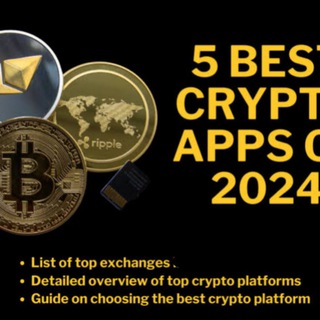 5 BEST
CRYPT
APPS O
2024
ripple
• List of top exchanges .
• Detailed overview of top crypto platforms
• Guide on choosing the best crypto platform